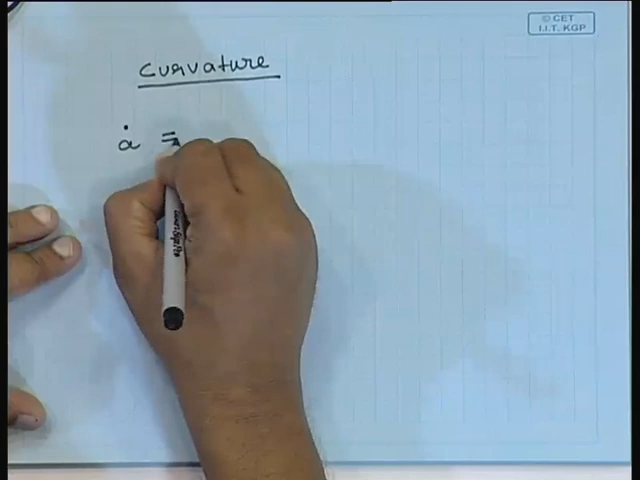 © CET
I.I.T. KGP
Curvature
ȧ =